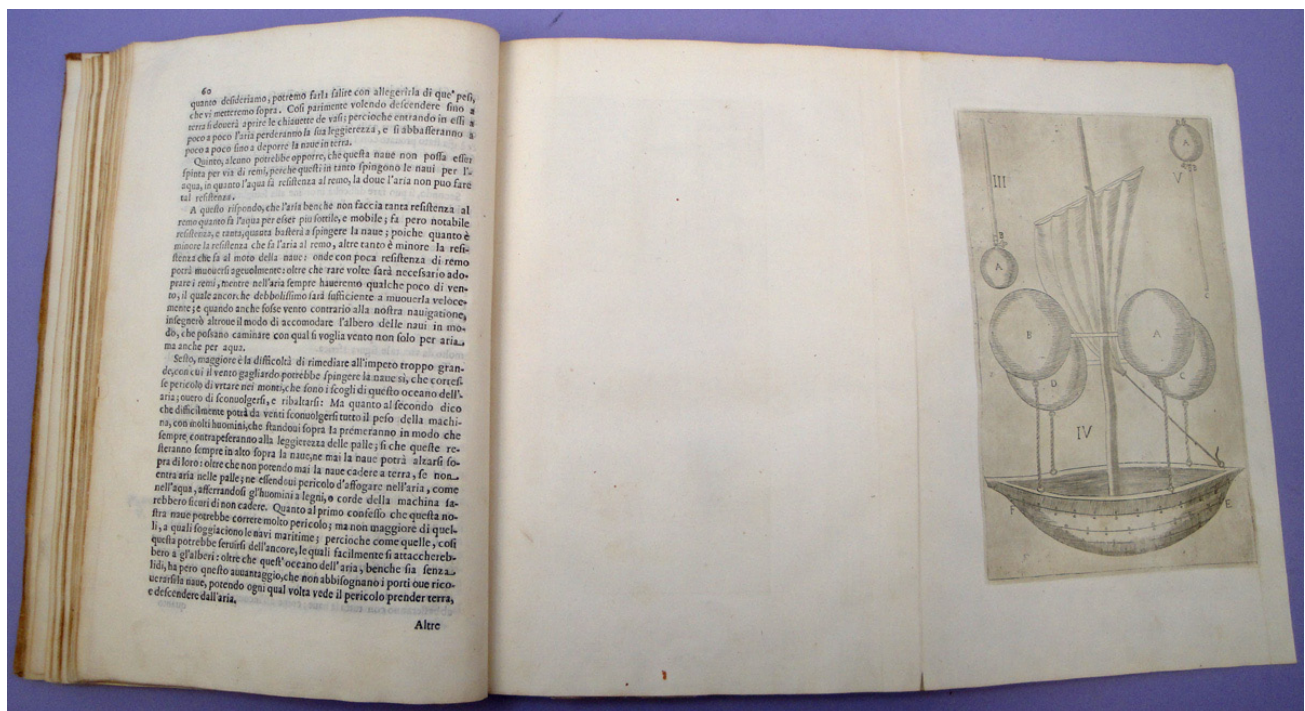 60
quanto desideriamo, potremo farla salire con allegerirla di que' pesi,
che vi metteremo sopra. Cosi parimente volendo descendere sino a
terra si douerà aprire le chiauette de vasi; percioche entrando in essi a
poco a poco l'aria perderanno la sua leggierezza, e si abbasseranno a
poco a poco sino a deporre la naue in terra.
Quinto, alcuno potrebbe opporre, che questa naue non possa esser
spinta per via di remi, perche questi in tanto spingono le naui per l'a-
aqua, in quanto l'aqua fà resistenza al remo, la doue l'aria non puo fare
tal resistenza.
A questo rispondo, che l'aria benche non faccia tanta resistenza al
remo quanto fa l'aqua per esser piu sottile, e mobile; fa pero notabile
resistenza, e tanta, quanta basterà a spingere la naue; poiche quanto è
minore la resistenza che fa l'aria al remo, altre tanto è minore la resi-
stenza che fa al moto della naue: onde con poca resistenza di remo
potrà muouersi ageuolmente: oltre che rare volte sarà necessario ado-
prare i remi, mentre nell'aria sempre haueremo qualche poco di ven-
to, il quale ancorche debbolissimo sarà sufficiente a muouerla veloce-
mente; e quando anche fosse vento contrario alla nostra nauigatione,
insegnerò altroue il modo di accomodare l'albero delle naui in mo-
do, che possano caminare con qual si voglia vento non solo per aria
ma anche per aqua.
Sesto, maggiore è la difficoltà di rimediare all'impeto troppo gran-
de, con cui il vento gagliardo potrebbe spingere la naue sì, che cortes-
se pericolo di vrtare nei monti, che sono i scogli di questo oceano dell'-
aria; ouero di sconuolgersi, e ribaltarsi: Ma quanto al secondo dico
che difficilmente potrà da venti sconuolgersi tutto il peso della machi-
na, con molti huomini, che standoui sopra la premeranno in modo che
sempre contrapeseranno alla leggierezza delle palle; si che queste re-
steranno sempre in alto sopra la naue, ne mai la naue potrà alzarsi so-
pra di loro: oltre che non potendo mai la naue cadere a terra, se non
entra aria nelle palle; ne essendoui pericolo d'affogare nell'aria, come
nell'aqua, afferrandosi gl'huomini a legni, o corde della machina sa-
rebbero sicuri di non cadere. Quanto al primo confesso che questa no-
stra naue potrebbe correre molto pericolo; ma non maggiore di quel-
li, a quali soggiaciono le navi maritime; percioche come quelle, cosi
questa potrebbe seruirsi dell'ancore, le quali facilmente si attacchereb-
bero a gl'alberi: oltre che quest'oceano dell'aria, benche sia senza
lidi, ha pero questo auuantaggio, che non abbisognano i porti oue rico-
uerarsi la naue, potendo ogni qual volta vede il pericolo prender terra,
e descendere dall'aria.
Altre
C
III
B
A
A
V
C
B
D
A
C
IV
F
E